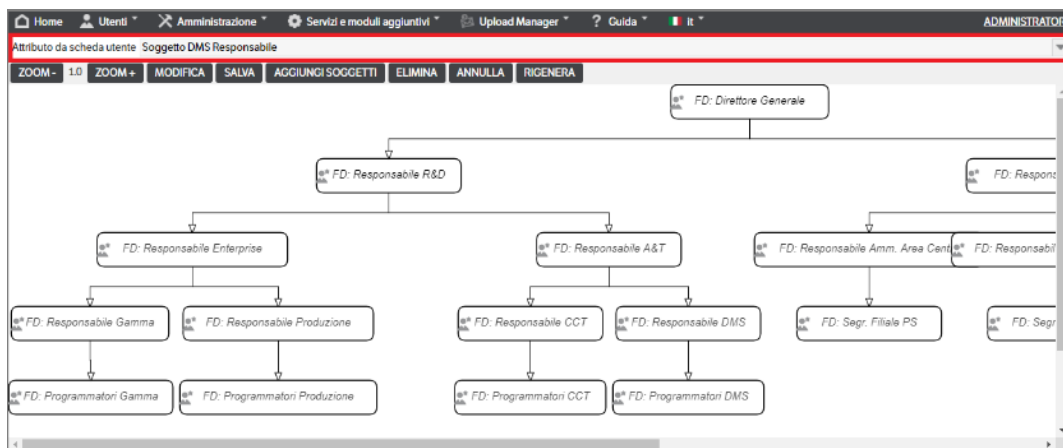 Home Utenti Amministrazione Servizi e moduli aggiuntivi Upload Manager ? Guida it ADMINISTRATOR
Attributo da scheda utente Soggetto DMS Responsabile
ZOOM - 1.0 ZOOM + MODIFICA SALVA AGGIUNGI SOGGETTI ELIMINA ANNULLA RIGENERA
FD: Direttore Generale
FD: Responsabile R&D FD: Respons
FD: Responsabile Enterprise FD: Responsabile A&T FD: Responsabile Amm. Area Cent FD: Responsabil
FD: Responsabile Gamma FD: Responsabile Produzione FD: Responsabile CCT FD: Responsabile DMS FD: Segr. Filiale PS FD: Segr
FD: Programmatori Gamma FD: Programmatori Produzione FD: Programmatori CCT FD: Programmatori DMS